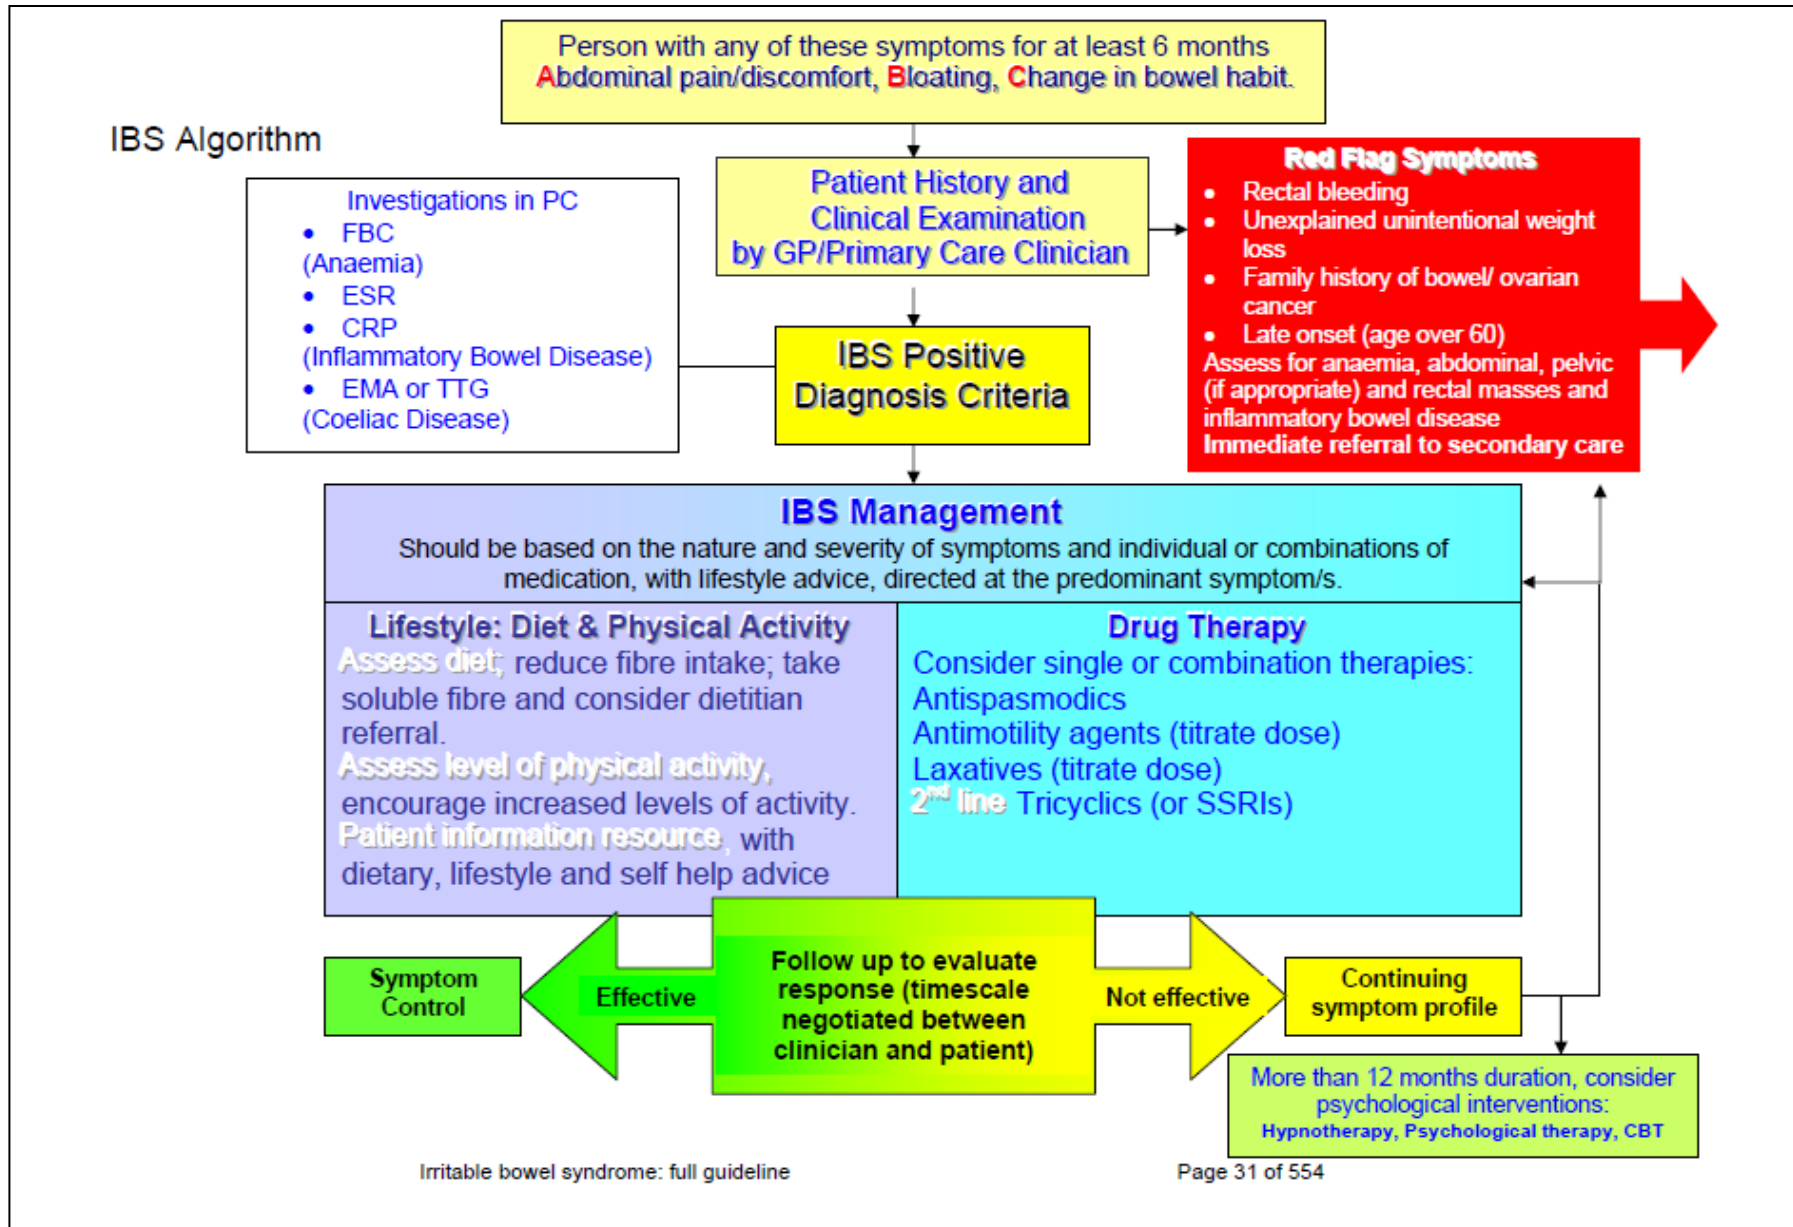 Person with any of these symptoms for at least 6 months
Abdominal pain/discomfort, Bloating, Change in bowel habit.
IBS Algorithm
Investigations in PC
• FBC
(Anaemia)
• ESR
• CRP
(Inflammatory Bowel Disease)
• EMA or TTG
(Coeliac Disease)
Patient History and
Clinical Examination
by GP/Primary Care Clinician
Red Flag Symptoms
• Rectal bleeding
• Unexplained unintentional weight
loss
• Family history of bowel/ ovarian
cancer
• Late onset (age over 60)
Assess for anaemia, abdominal, pelvic
(if appropriate) and rectal masses and
inflammatory bowel disease
Immediate referral to secondary care
IBS Positive
Diagnosis Criteria
IBS Management
Should be based on the nature and severity of symptoms and individual or combinations of
medication, with lifestyle advice, directed at the predominant symptom/s.
Lifestyle: Diet & Physical Activity
Assess diet; reduce fibre intake; take
soluble fibre and consider dietitian
referral.
Assess level of physical activity,
encourage increased levels of activity.
Patient information resource, with
dietary, lifestyle and self help advice
Drug Therapy
Consider single or combination therapies:
Antispasmodics
Antimotility agents (titrate dose)
Laxatives (titrate dose)
2nd line Tricyclics (or SSRIs)
Symptom
Control
Effective
Follow up to evaluate
response (timescale
negotiated between
clinician and patient)
Not effective
Continuing
symptom profile
More than 12 months duration, consider
psychological interventions:
Hypnotherapy, Psychological therapy, CBT
Irritable bowel syndrome: full guideline
Page 31 of 554